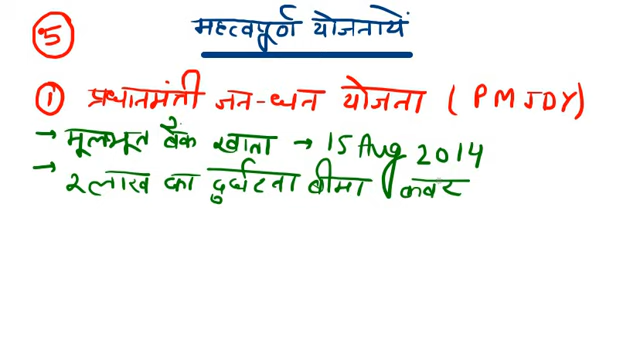 5
महत्वपूर्ण योजनायें
1 प्रधानमंत्री जन-धन योजना ( PMJDY)
→ मूलभूत बैंक खाता → 15 Aug 2014
→ 2 लाख का दुर्घटना बीमा कवर